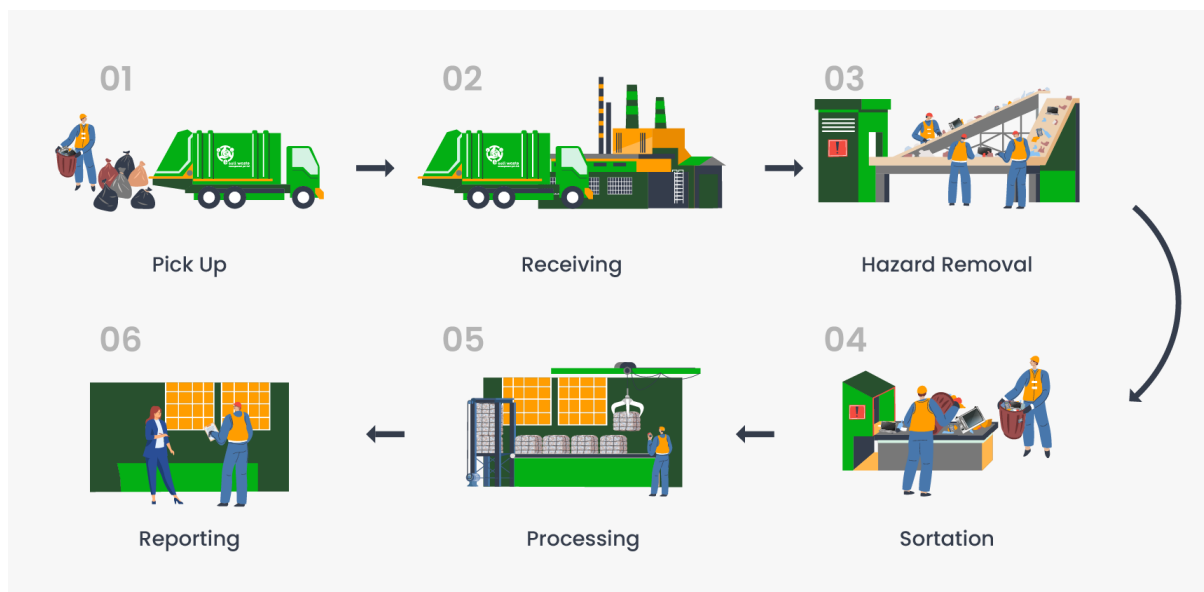 01
02
03
Pick Up
Receiving
Hazard Removal
06
05
04
Reporting
Processing
Sortation